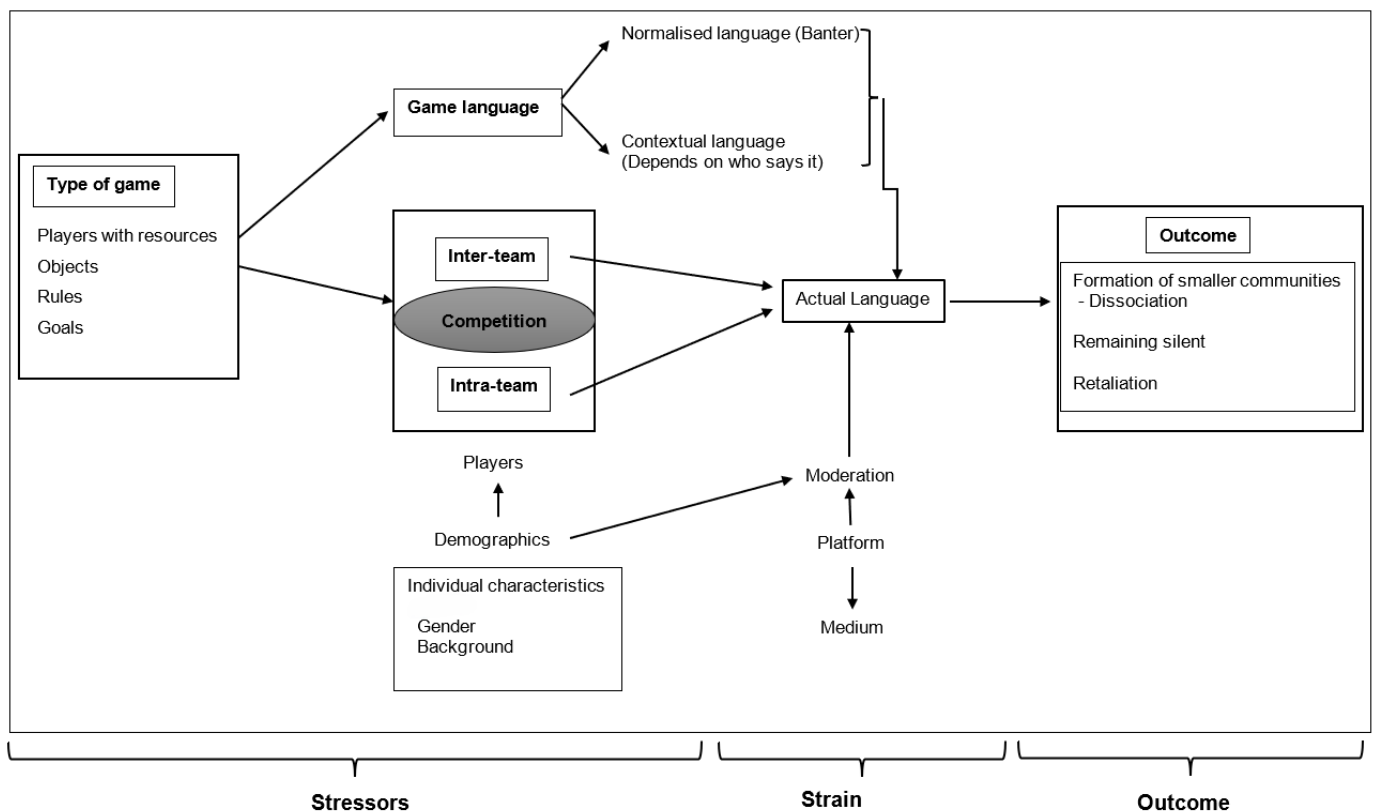 Normalised language (Banter)
Game language
Contextual language
(Depends on who says it)
Type of game
Players with resources
Objects
Rules
Goals
Inter-team
Competition
Intra-team
Actual Language
Outcome
Formation of smaller communities
- Dissociation
Remaining silent
Retaliation
Players
Moderation
Demographics
Platform
Individual characteristics
Gender
Background
Medium
Stressors
Strain
Outcome